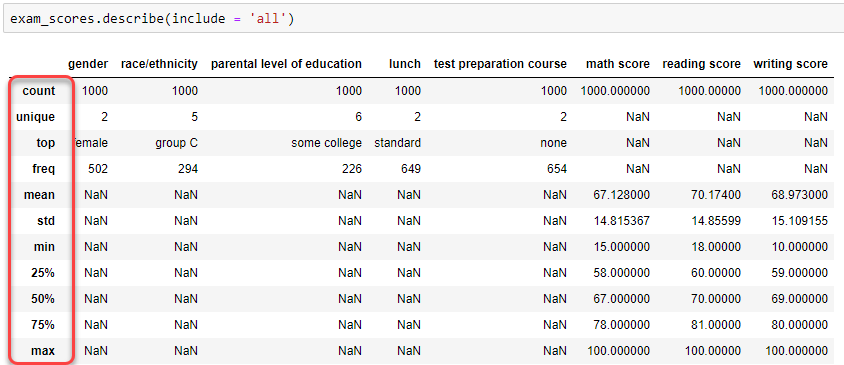 exam_scores.describe(include = 'all')
gender race/ethnicity parental level of education lunch test preparation course math score reading score writing score
count 1000 1000 1000 1000 1000 1000.000000 1000.00000 1000.000000
unique 2 5 6 2 2 NaN NaN NaN
top female group C some college standard none NaN NaN NaN
freq 502 294 226 649 654 NaN NaN NaN
mean NaN NaN NaN NaN NaN 67.128000 70.17400 68.973000
std NaN NaN NaN NaN NaN 14.815367 14.85599 15.109155
min NaN NaN NaN NaN NaN 15.000000 18.00000 10.000000
25% NaN NaN NaN NaN NaN 58.000000 60.00000 59.000000
50% NaN NaN NaN NaN NaN 67.000000 70.00000 69.000000
75% NaN NaN NaN NaN NaN 78.000000 81.00000 80.000000
max NaN NaN NaN NaN NaN 100.000000 100.00000 100.000000